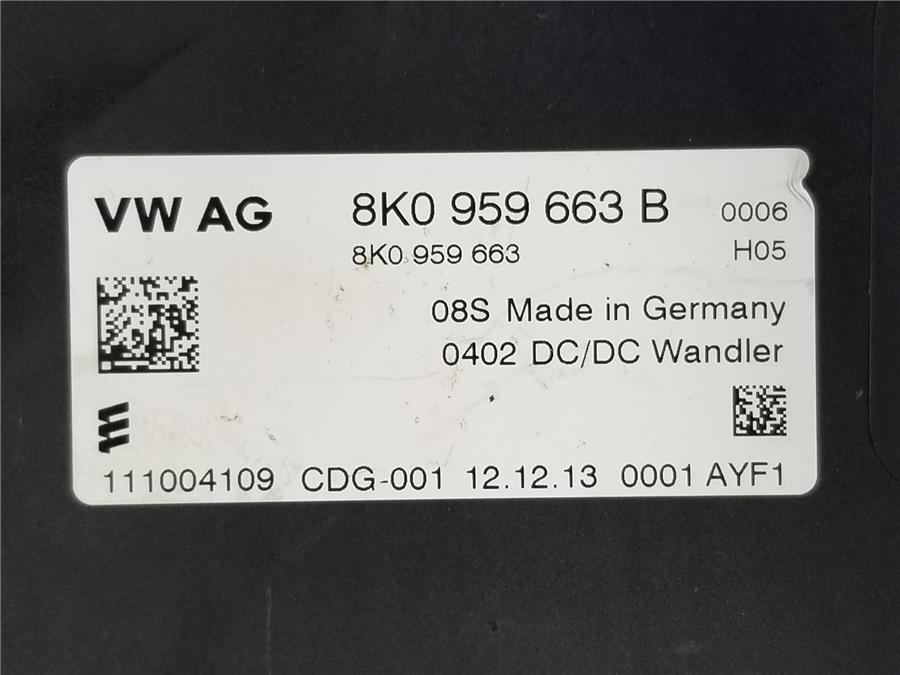 VW AG 8K0 959 663 B 0006
8K0 959 663 H05
08S Made in Germany
0402 DC/DC Wandler
111004109 CDG-001 12.12.13 0001 AYF1